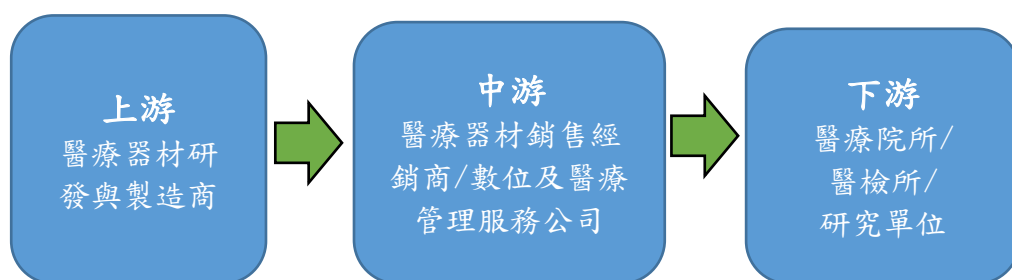 上游
醫療器材研
發與製造商
中游
醫療器材銷售經
銷商/數位及醫療
管理服務公司
下游
醫療院所/
醫檢所/
研究單位